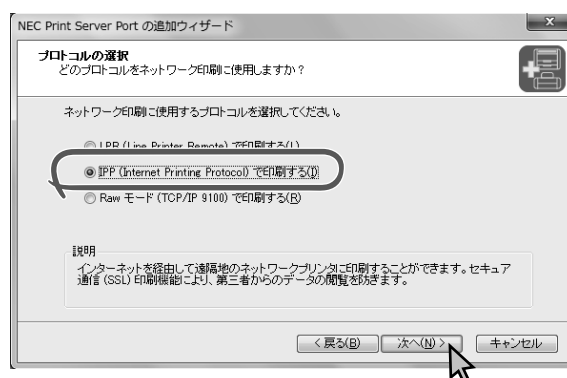 NEC Print Server Port の追加ウィザード
プロトコルの選択
どのプロトコルをネットワーク印刷に使用しますか?
ネットワーク印刷に使用するプロトコルを選択してください。
LPR (Line Printer Remote) で印刷する(L)
IPP (Internet Printing Protocol) で印刷する(I)
Raw モード (TCP/IP 9100) で印刷する(R)
説明
インターネットを経由して遠隔地のネットワークプリンタに印刷することができます。セキュア
通信 (SSL) 印刷機能により、第三者からのデータの閲覧を防ぎます。
< 戻る(B) 次へ(N) > キャンセル